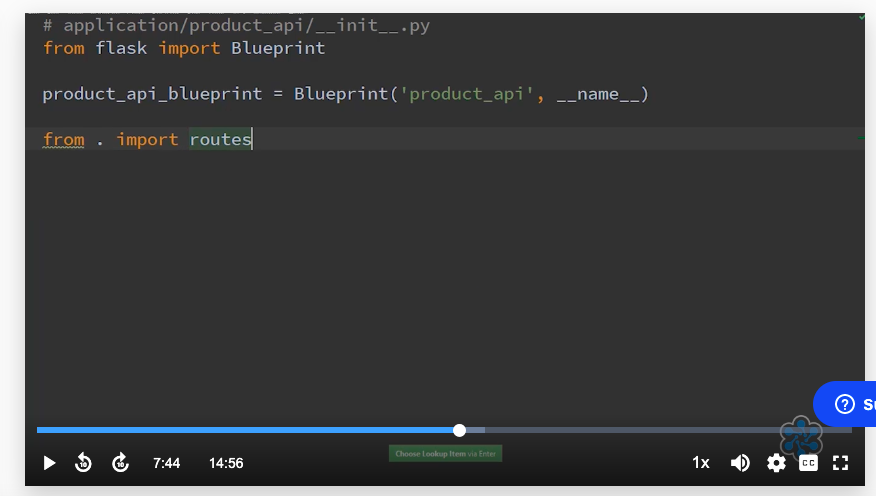 # application/product_api/__init__.py
from flask import Blueprint
product_api_blueprint = Blueprint('product_api', __name__)
from . import routes
Choose Lookup Item via Enter
7:44 14:56 1x CC
10 10